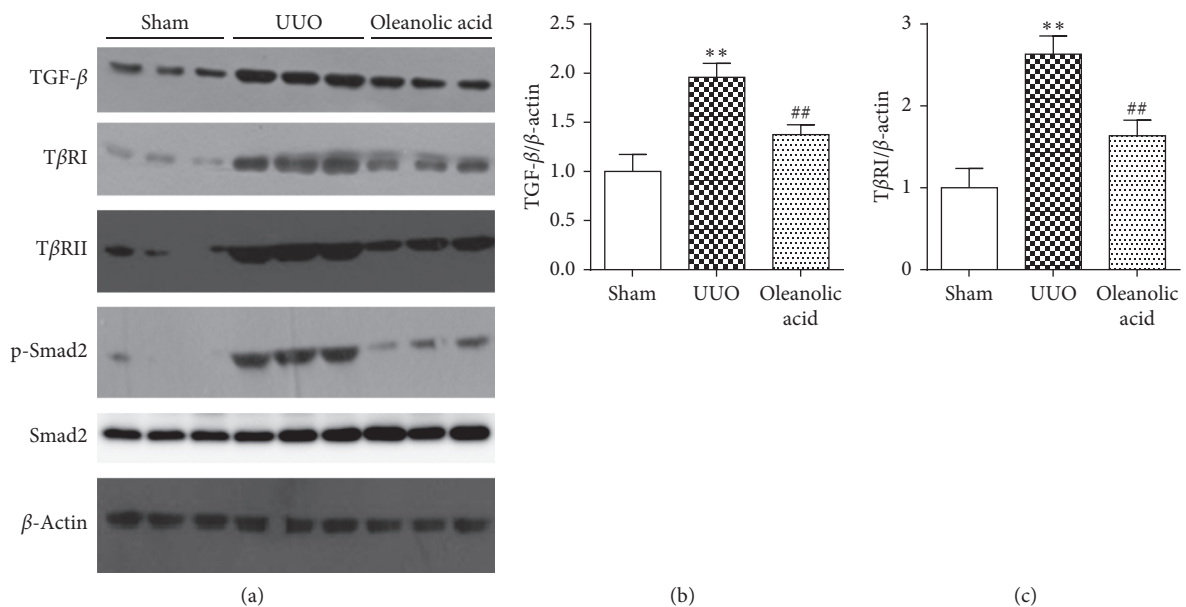 Sham UUO Oleanolic acid
TGF-β
TβRI
TβRII
p-Smad2
Smad2
β-Actin
(a)
TGF-β/β-actin
2.5
2.0
1.5
1.0
0.5
0.0
**
##
Sham UUO Oleanolic
acid
(b)
TβRI/β-actin
3
2
1
0
**
##
Sham UUO Oleanolic
acid
(c)